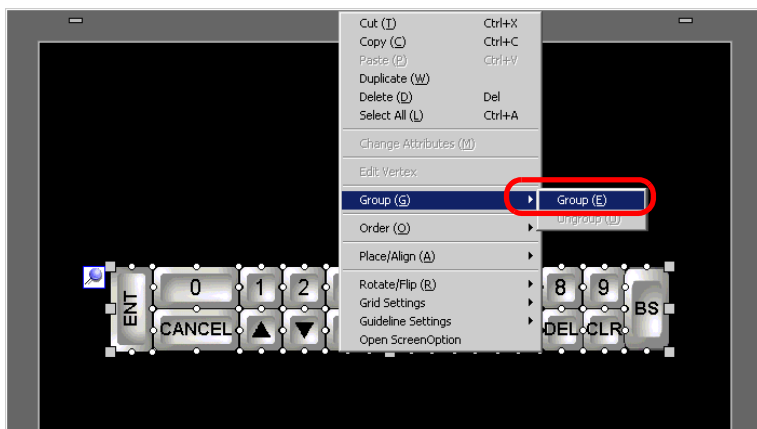 Cut (T) Ctrl+X
Copy (C) Ctrl+C
Paste (P) Ctrl+V
Duplicate (W)
Delete (D) Del
Select All (L) Ctrl+A
Change Attributes (M)
Edit Vertex
Group (G) Group (E)
Ungroup (U)
Order (O)
Place/Align (A)
Rotate/Flip (R)
Grid Settings
Guideline Settings
Open ScreenOption
ENT 0 1 2 8 9 BS
CANCEL ▲ ▼ DEL CLR